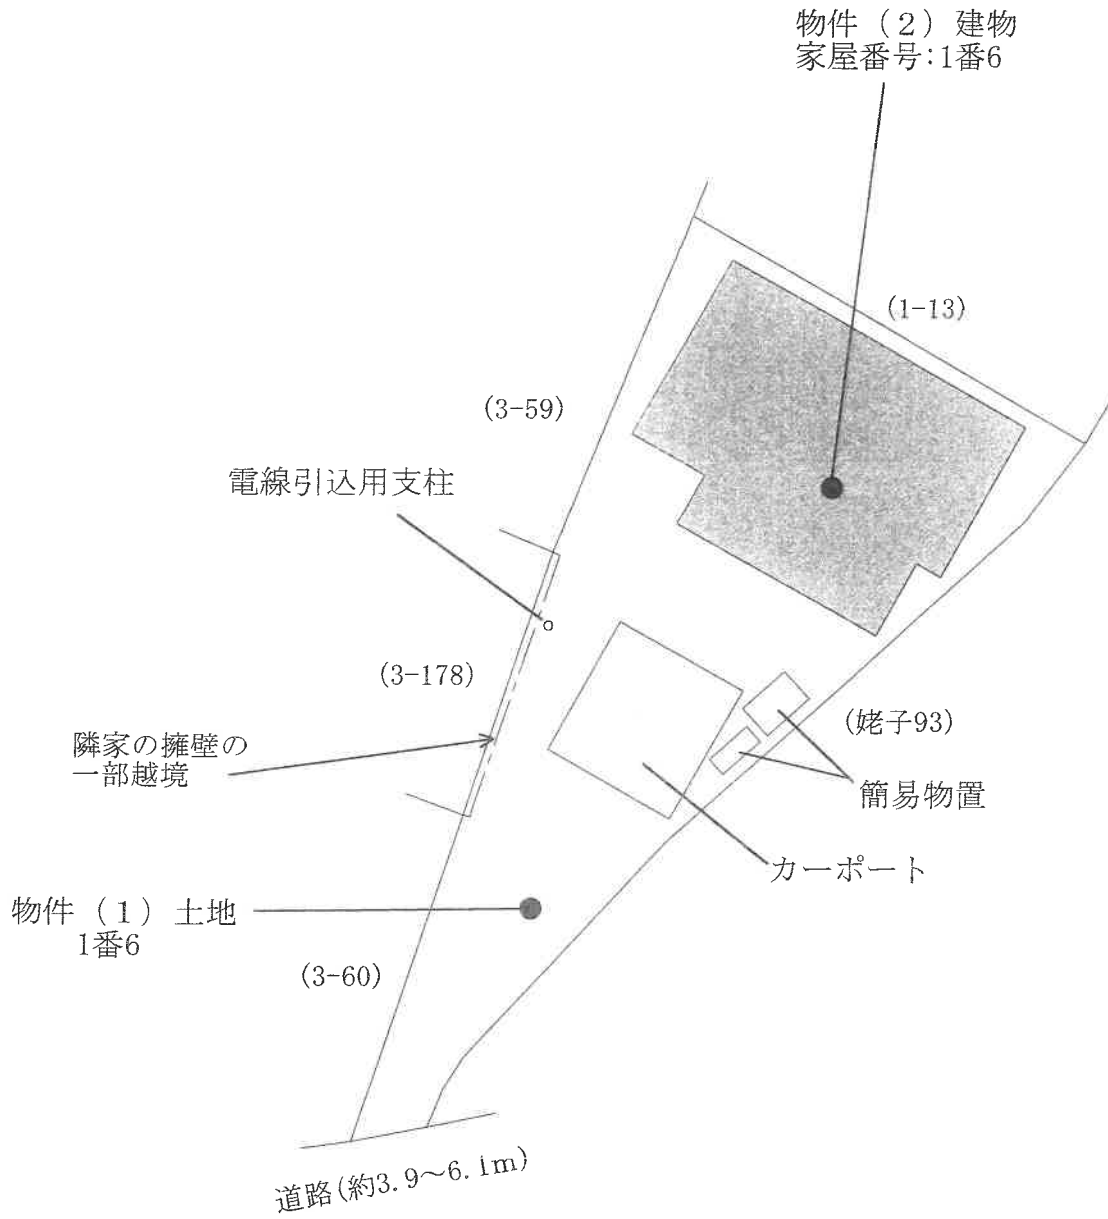 物件（２）建物
家屋番号:1番6
(1-13)
(3-59)
電線引込用支柱
(3-178)
(姥子93)
隣家の擁壁の
一部越境
簡易物置
カーポート
物件（１）土地
1番6
(3-60)
道路(約3.9～6.1m)